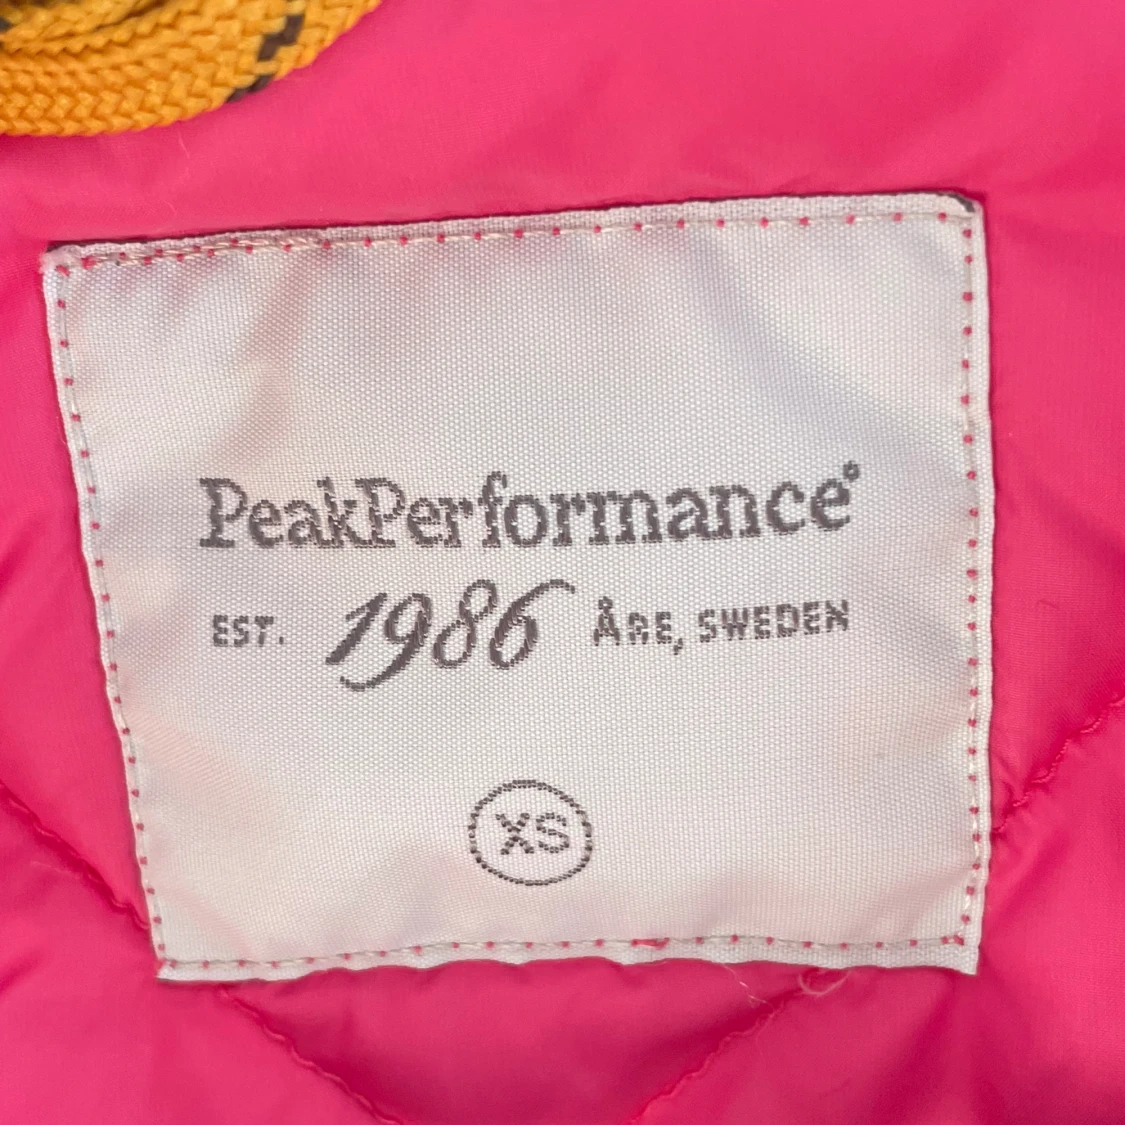 PeakPerformance®
EST. 1986 ÅRE, SWEDEN
XS